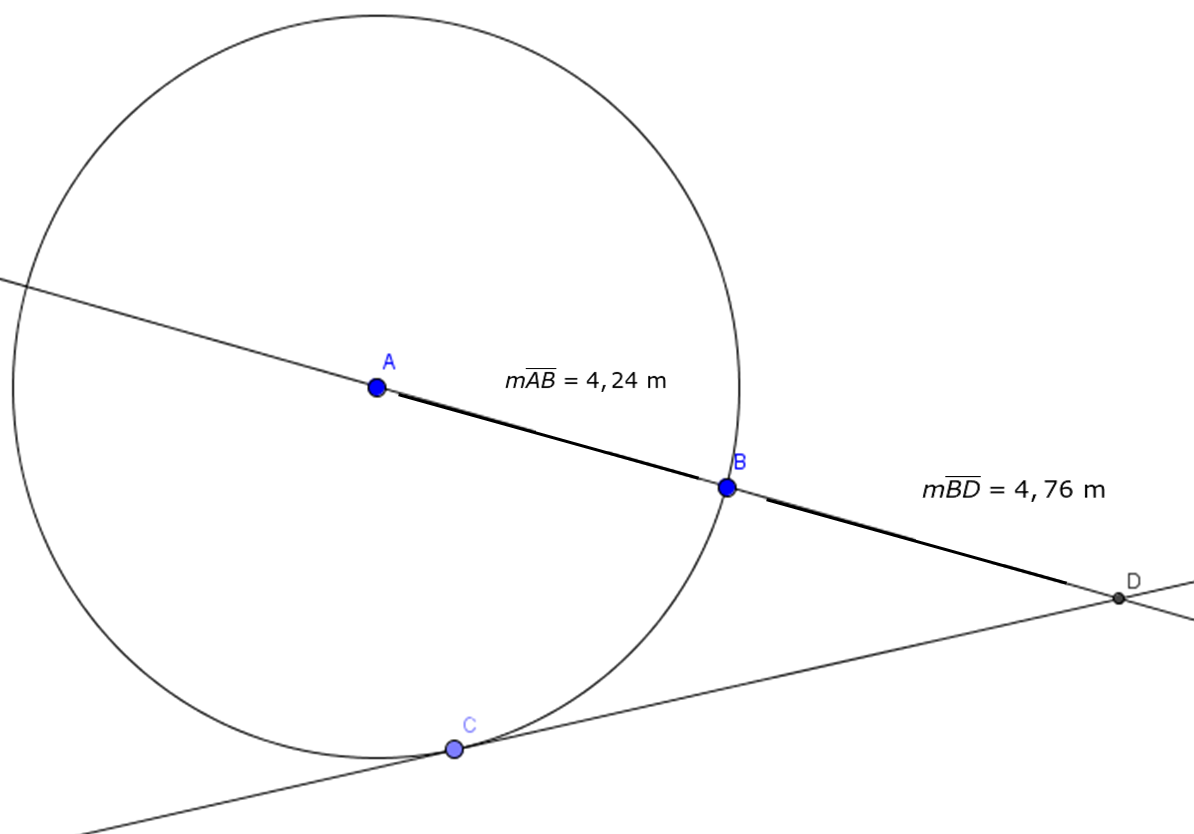 A
mAB = 4,24 m
B
mBD = 4,76 m
D
C